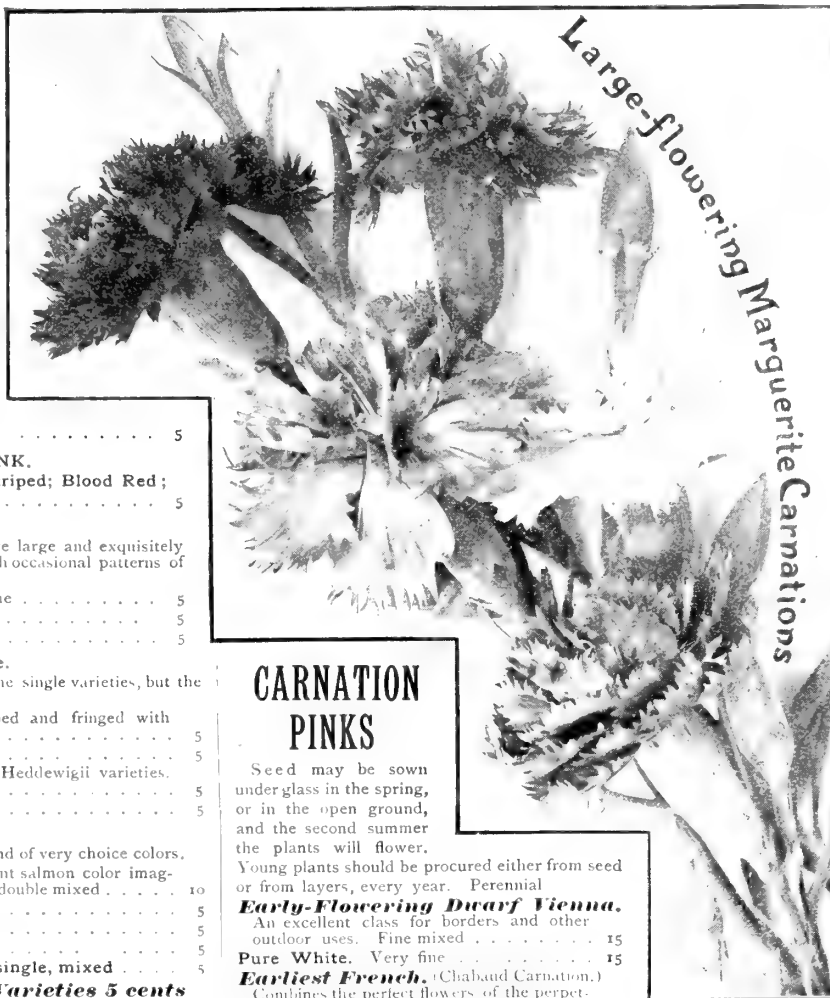 Large-flowering Marguerite Carnations
. . . . . . . . . 5
NK.
riped; Blood Red;
. . . . . . . . . . 5
e large and exquisitely
h occasional patterns of
ne . . . . . . . . 5
. . . . . . . . . 5
. . . . . . . . . 5
e.
he single varieties, but the
ed and fringed with
. . . . . . . . . . 5
. . . . . . . . . . 5
Heddewigii varieties.
. . . . . . . . . . 5
. . . . . . . . . . 5
nd of very choice colors.
nt salmon color imag-
double mixed . . . . . 10
. . . . . . . . . . 5
. . . . . . . . . . 5
. . . . . . . . . . 5
single, mixed . . . . 5
Varieties 5 cents
CARNATION
PINKS
Seed may be sown
under glass in the spring,
or in the open ground,
and the second summer
the plants will flower.
Young plants should be procured either from seed
or from layers, every year. Perennial
Early-Flowering Dwarf Vienna.
An excellent class for borders and other
outdoor uses. Fine mixed . . . . . . . . 15
Pure White. Very fine . . . . . . . . . . 15
Earliest French. (Chabaud Carnation.)
Combines the perfect flowers of the perpet-